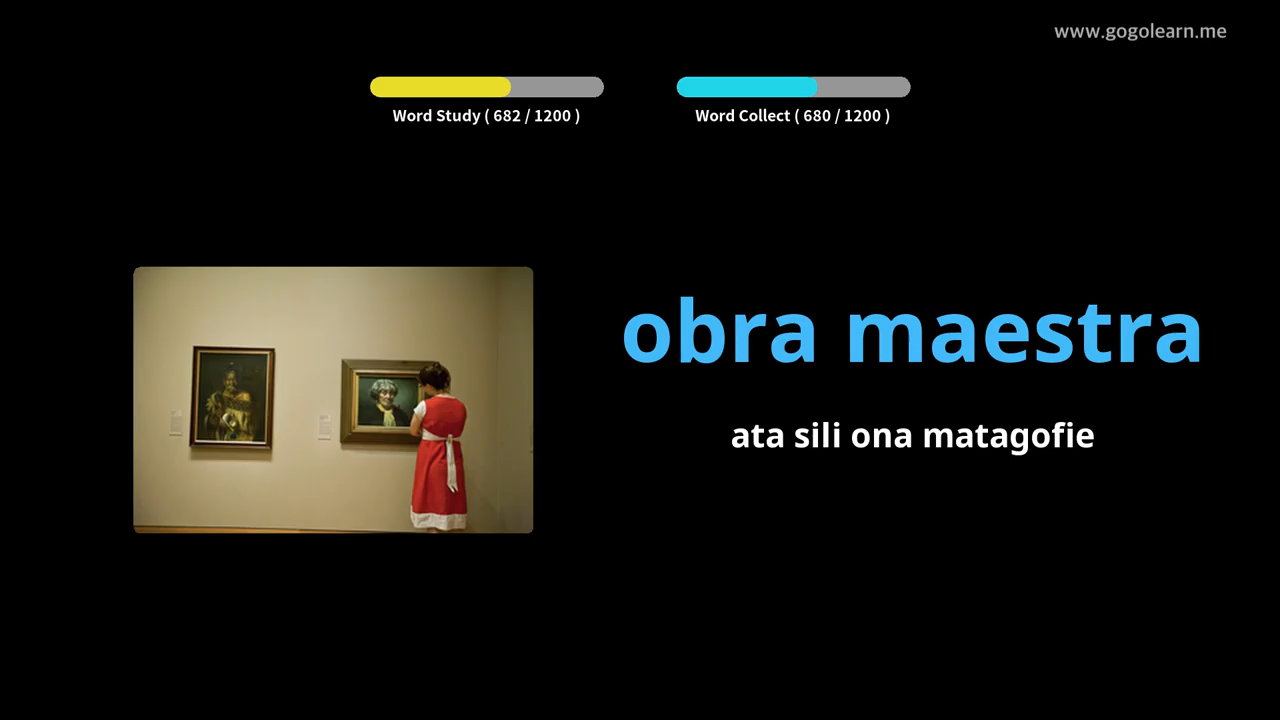 www.gogolearn.me
Word Study ( 682 / 1200 )
Word Collect ( 680 / 1200 )
obra maestra
ata sili ona matagofie